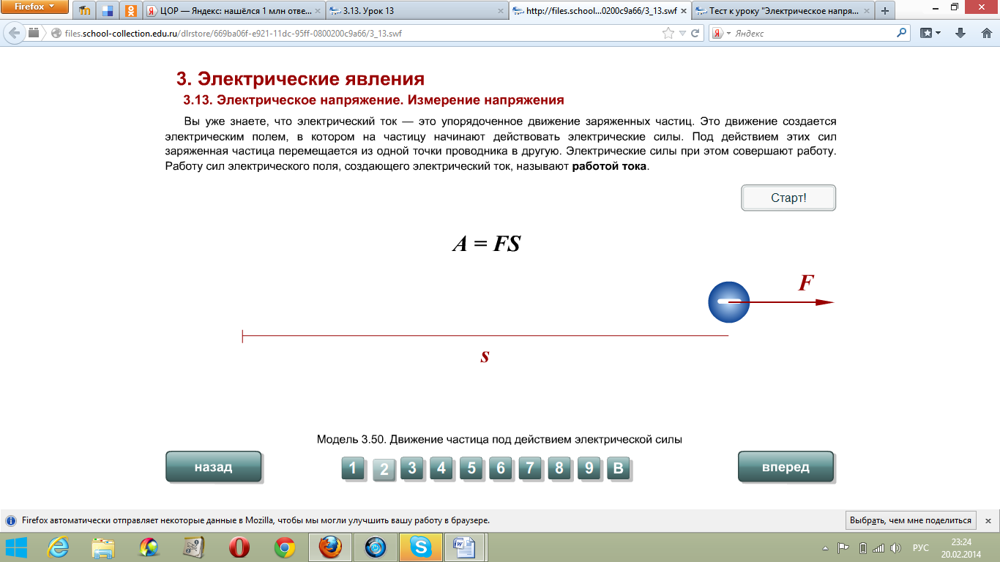 Firefox
ЦОР — Яндекс: нашёлся 1 млн отве...
3.13. Урок 13
http://files.school...0200c9a66/3_13.swf
Тест к уроку "Электрическое напря...
files.school-collection.edu.ru/dlrstore/669ba06f-e921-11dc-95ff-0800200c9a66/3_13.swf
Яндекс
3. Электрические явления
3.13. Электрическое напряжение. Измерение напряжения
Вы уже знаете, что электрический ток — это упорядоченное движение заряженных частиц. Это движение создается
электрическим полем, в котором на частицу начинают действовать электрические силы. Под действием этих сил
заряженная частица перемещается из одной точки проводника в другую. Электрические силы при этом совершают работу.
Работу сил электрического поля, создающего электрический ток, называют работой тока.
Старт!
A = FS
F
s
Модель 3.50. Движение частица под действием электрической силы
назад
1 2 3 4 5 6 7 8 9 В
вперед
Firefox автоматически отправляет некоторые данные в Mozilla, чтобы мы могли улучшить вашу работу в браузере.
Выбрать, чем мне поделиться
РУС
23:24
20.02.2014